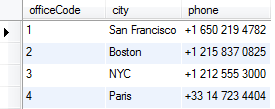 officeCode city phone
1 San Francisco +1 650 219 4782
2 Boston +1 215 837 0825
3 NYC +1 212 555 3000
4 Paris +33 14 723 4404